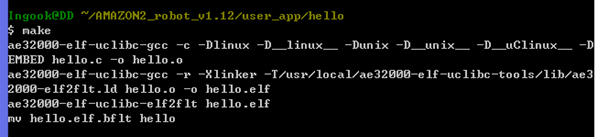 Ingook@DD ~/AMAZON2_robot_v1.12/user_app/hello
$ make
ae32000-elf-uclibc-gcc -c -Dlinux -D__linux__ -Dunix -D__unix__ -D__uClinux__ -D
EMBED hello.c -o hello.o
ae32000-elf-uclibc-gcc -r -Xlinker -T/usr/local/ae32000-elf-uclibc-tools/lib/ae3
2000-elf2flt.ld hello.o -o hello.elf
ae32000-elf-uclibc-elf2flt hello.elf
mv hello.elf.bflt hello